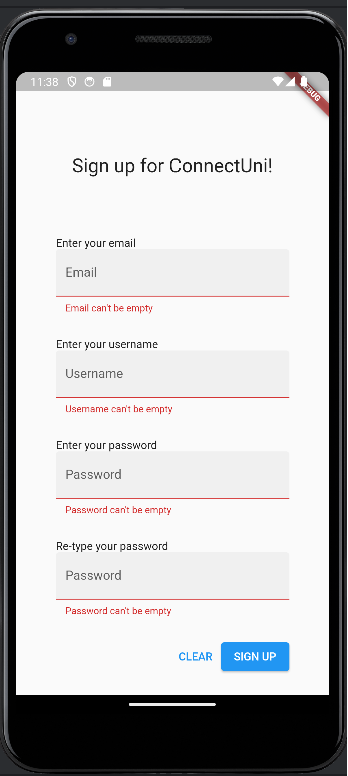 11:38
Sign up for ConnectUni!
Enter your email
Email
Email can't be empty
Enter your username
Username
Username can't be empty
Enter your password
Password
Password can't be empty
Re-type your password
Password
Password can't be empty
CLEAR
SIGN UP